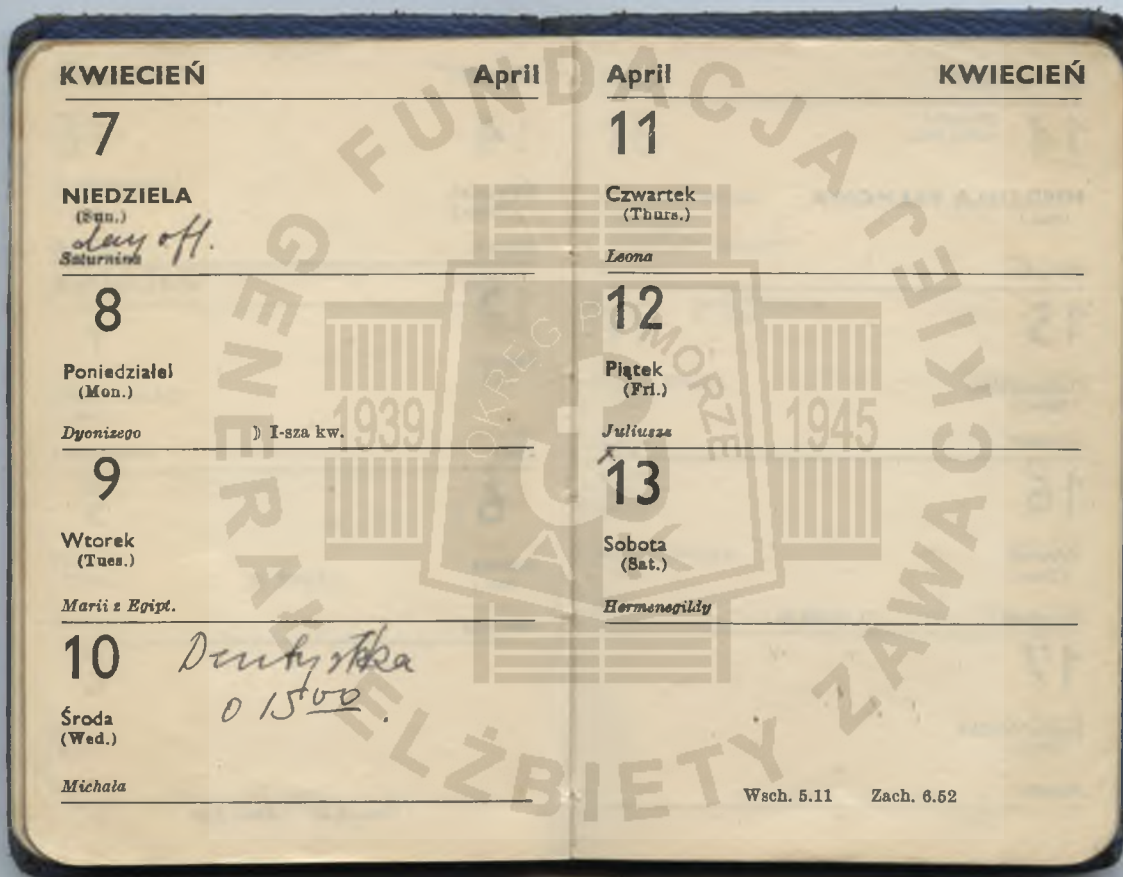 KWIECIEŃ April
7
NIEDZIELA
(Sun.)
day off.
Saturnina
8
Poniedziałek
(Mon.)
Dyonizego ☽ I-sza kw.
9
Wtorek
(Tues.)
Marii z Egipt.
10 Dentystka
o 15 00.
Środa
(Wed.)
Michała
April KWIECIEŃ
11
Czwartek
(Thurs.)
Leona
12
Piątek
(Fri.)
Juliusza
13
Sobota
(Sat.)
Hermenegildy
Wsch. 5.11 Zach. 6.52
FUNDACJA GENERAŁ ELŻBIETY ZAWACKIEJ
OKRĘG POMORZE
1939 1945
AK